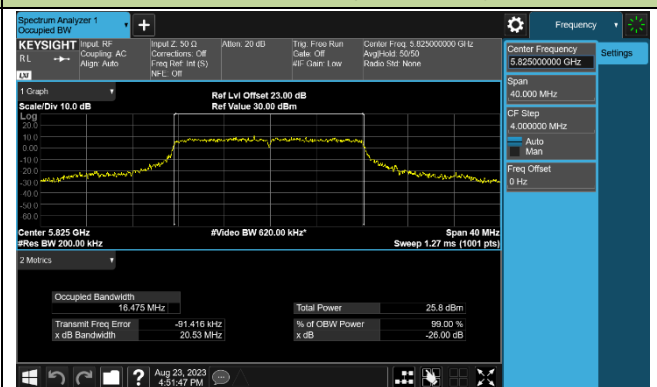 Spectrum Analyzer 1
Occupied BW
+
Frequency
KEYSIGHT
Input: RF
Coupling: AC
Align: Auto
Input Z: 50 Ω
Corrections: Off
Freq Ref: Int (S)
NFE: Off
Atten: 20 dB
Trig: Free Run
Gate: Off
#IF Gain: Low
Center Freq: 5.825000000 GHz
Avg|Hold: 50/50
Radio Std: None
RL
LXI
Center Frequency
5.825000000 GHz
Settings
Span
40.000 MHz
CF Step
4.000000 MHz
Auto
Man
Freq Offset
0 Hz
1 Graph
Scale/Div 10.0 dB
Ref Lvl Offset 23.00 dB
Ref Value 30.00 dBm
Log
20.0
10.0
0.00
-10.0
-20.0
-30.0
-40.0
-50.0
-60.0
Center 5.825 GHz
#Res BW 200.00 kHz
#Video BW 620.00 kHz*
Span 40 MHz
Sweep 1.27 ms (1001 pts)
2 Metrics
Occupied Bandwidth
16.475 MHz
Total Power 25.8 dBm
Transmit Freq Error -91.416 kHz
% of OBW Power 99.00 %
x dB Bandwidth 20.53 MHz
x dB -26.00 dB
?
Aug 23, 2023
4:51:47 PM